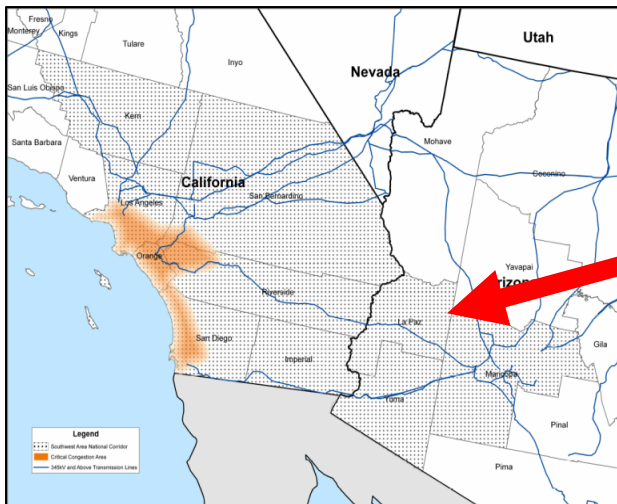 Fresno
Monterey
Kings
Tulare
Inyo
Utah
Nevada
San Luis Obispo
Kern
Mohave
Coconino
Santa Barbara
Ventura
California
San Bernardino
Los Angeles
Yavapai
Orange
Riverside
La Paz
Gila
San Diego
Imperial
Maricopa
Yuma
Pinal
Pima
Legend
Southwest Area National Corridor
Critical Congestion Area
345kV and Above Transmission Lines